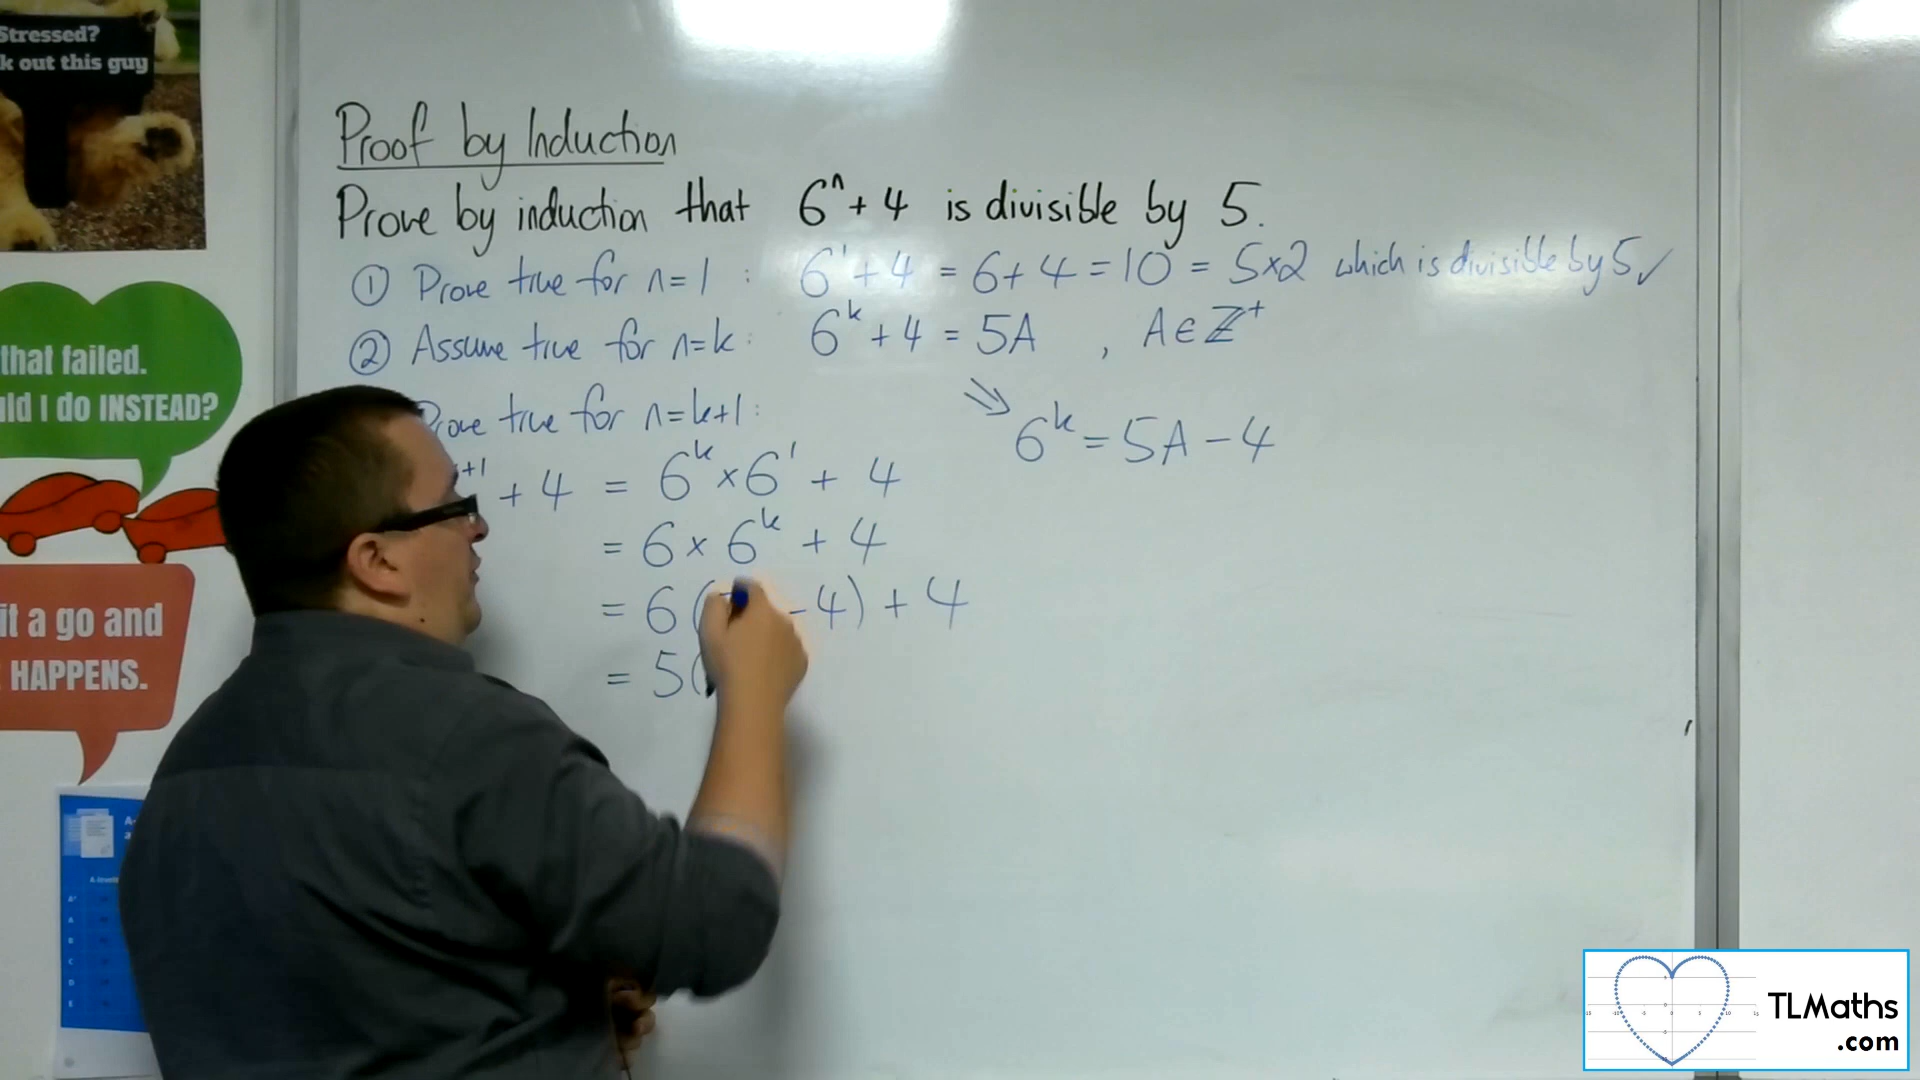 Stressed?
k out this guy
that failed.
uld I do INSTEAD?
it a go and
HAPPENS.
Proof by Induction
Prove by induction that 6ⁿ + 4 is divisible by 5.
① Prove true for n=1 : 6¹ + 4 = 6 + 4 = 10 = 5×2 which is divisible by 5 ✓
② Assume true for n=k : 6ᵏ + 4 = 5A , A ∈ ℤ⁺
⇒ 6ᵏ = 5A − 4
Prove true for n=k+1 :
+1 + 4 = 6ᵏ × 6¹ + 4
= 6 × 6ᵏ + 4
= 6( −4) + 4
= 5(
TLMaths
.com